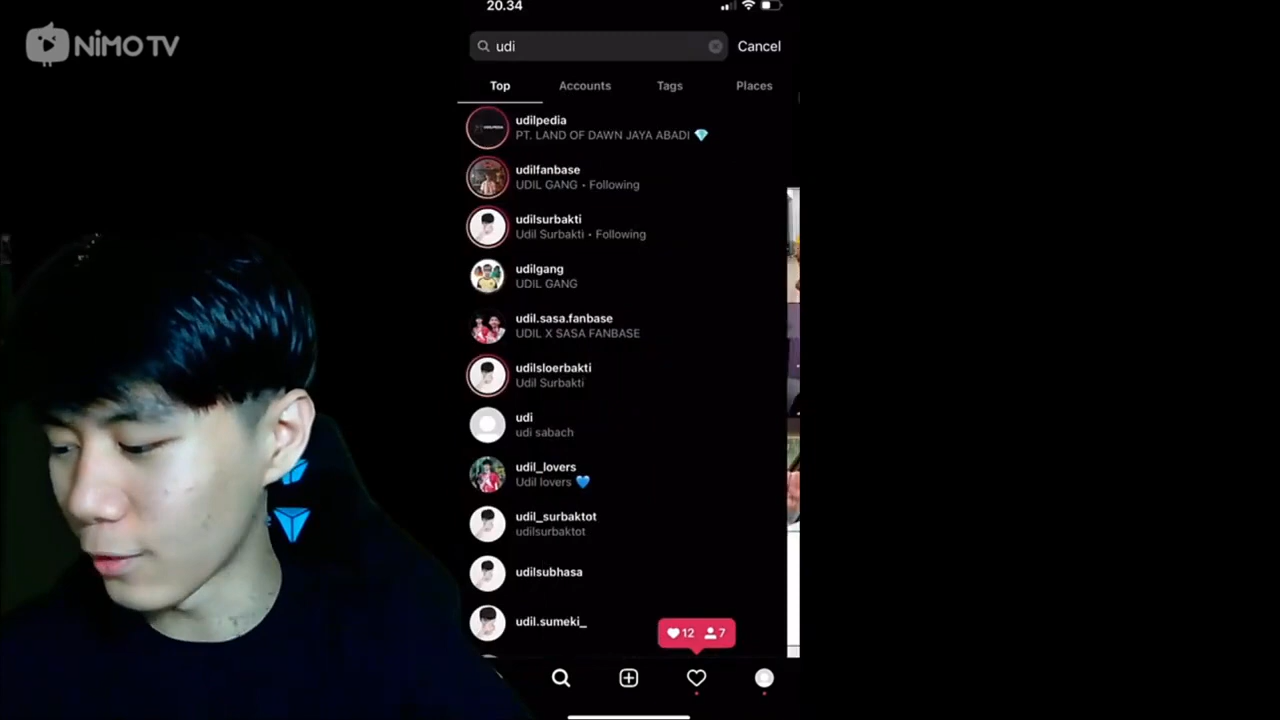 NIMO TV
20.34
udi
Cancel
Top
Accounts
Tags
Places
udilpedia
PT. LAND OF DAWN JAYA ABADI 💎
udilfanbase
UDIL GANG • Following
udilsurbakti
Udil Surbakti • Following
udilgang
UDIL GANG
udil.sasa.fanbase
UDIL X SASA FANBASE
udilsloerbakti
Udil Surbakti
udi
udi sabach
udil_lovers
Udil lovers 💙
udil_surbaktot
udilsurbaktot
udilsubhasa
udil.sumeki_
12
7